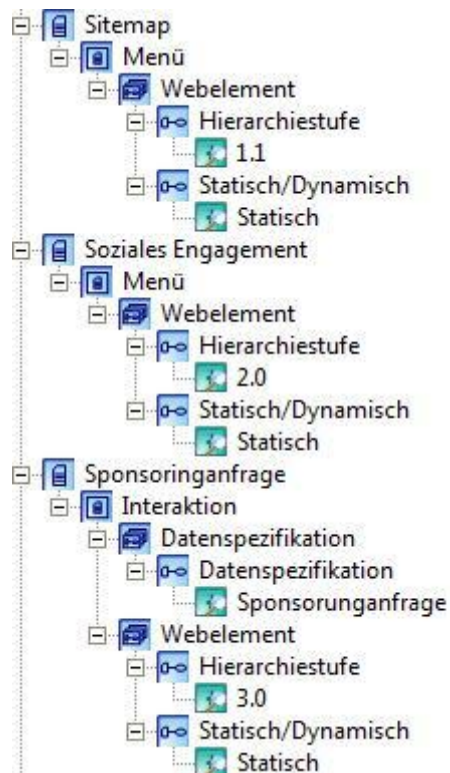 Sitemap
Menü
Webelement
Hierarchiestufe
1.1
Statisch/Dynamisch
Statisch
Soziales Engagement
Menü
Webelement
Hierarchiestufe
2.0
Statisch/Dynamisch
Statisch
Sponsoringanfrage
Interaktion
Datenspezifikation
Datenspezifikation
Sponsorunganfrage
Webelement
Hierarchiestufe
3.0
Statisch/Dynamisch
Statisch